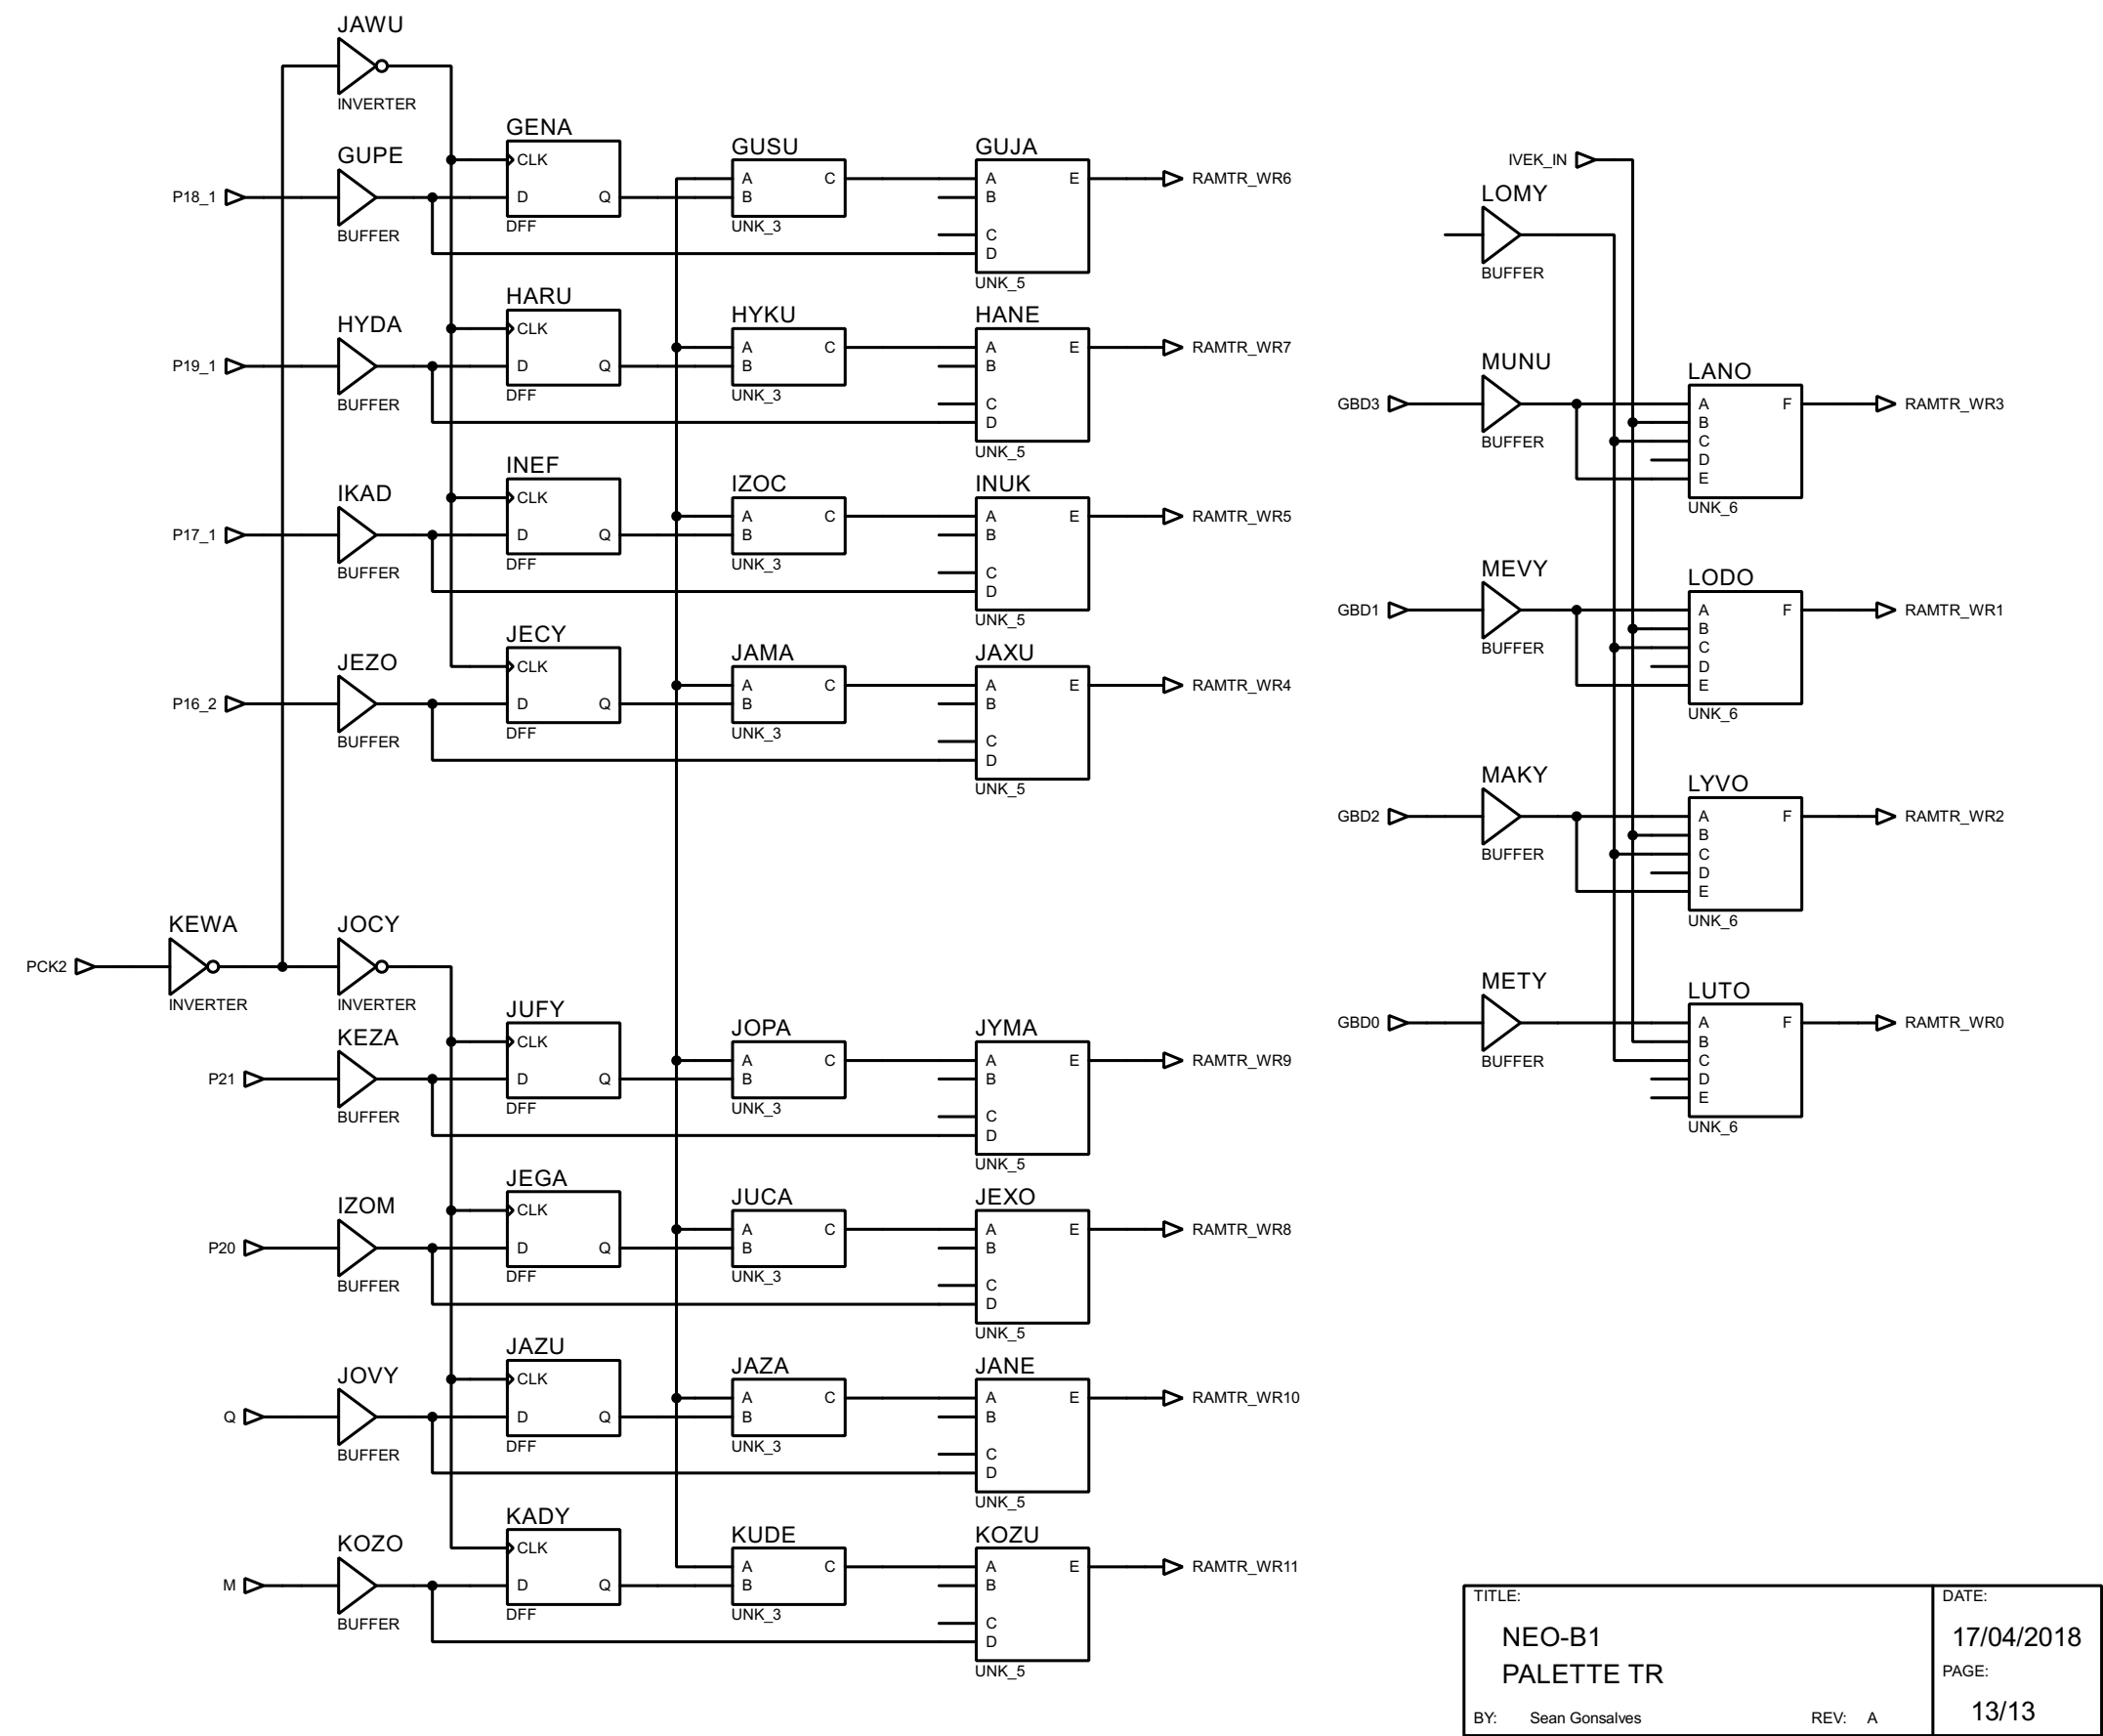 JAWU
INVERTER
GENA
CLK
D Q
DFF
GUPE
P18_1
BUFFER
GUSU
A C
B
UNK_3
GUJA
A E
B
C
D
UNK_5
RAMTR_WR6
HARU
CLK
D Q
DFF
HYDA
P19_1
BUFFER
HYKU
A C
B
UNK_3
HANE
A E
B
C
D
UNK_5
RAMTR_WR7
INEF
CLK
D Q
DFF
IKAD
P17_1
BUFFER
IZOC
A C
B
UNK_3
INUK
A E
B
C
D
UNK_5
RAMTR_WR5
JECY
CLK
D Q
DFF
JEZO
P16_2
BUFFER
JAMA
A C
B
UNK_3
JAXU
A E
B
C
D
UNK_5
RAMTR_WR4
KEWA
PCK2
INVERTER
JOCY
INVERTER
JUFY
CLK
D Q
DFF
KEZA
P21
BUFFER
JOPA
A C
B
UNK_3
JYMA
A E
B
C
D
UNK_5
RAMTR_WR9
JEGA
CLK
D Q
DFF
IZOM
P20
BUFFER
JUCA
A C
B
UNK_3
JEXO
A E
B
C
D
UNK_5
RAMTR_WR8
JAZU
CLK
D Q
DFF
JOVY
Q
BUFFER
JAZA
A C
B
UNK_3
JANE
A E
B
C
D
UNK_5
RAMTR_WR10
KADY
CLK
D Q
DFF
KOZO
M
BUFFER
KUDE
A C
B
UNK_3
KOZU
A E
B
C
D
UNK_5
RAMTR_WR11
IVEK_IN
LOMY
BUFFER
MUNU
GBD3
BUFFER
LANO
A F
B
C
D
E
UNK_6
RAMTR_WR3
MEVY
GBD1
BUFFER
LODO
A F
B
C
D
E
UNK_6
RAMTR_WR1
MAKY
GBD2
BUFFER
LYVO
A F
B
C
D
E
UNK_6
RAMTR_WR2
METY
GBD0
BUFFER
LUTO
A F
B
C
D
E
UNK_6
RAMTR_WR0
TITLE:
NEO-B1
PALETTE TR
BY: Sean Gonsalves REV: A
DATE:
17/04/2018
PAGE:
13/13